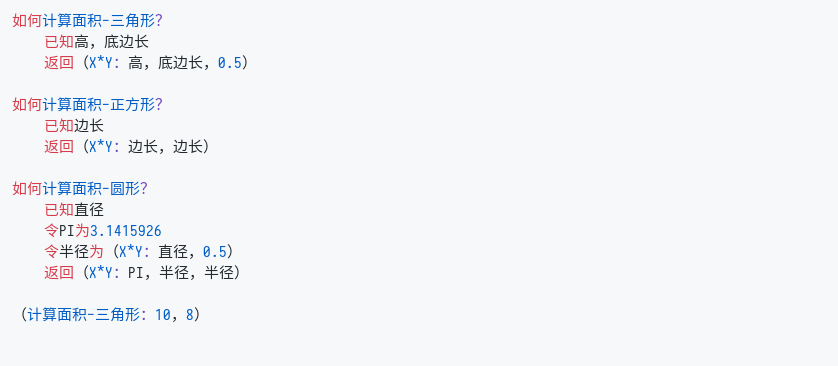 如何计算面积-三角形？
已知高，底边长
返回（X*Y：高，底边长，0.5）
如何计算面积-正方形？
已知边长
返回（X*Y：边长，边长）
如何计算面积-圆形？
已知直径
令PI为3.1415926
令半径为（X*Y：直径，0.5）
返回（X*Y：PI，半径，半径）
（计算面积-三角形：10，8）